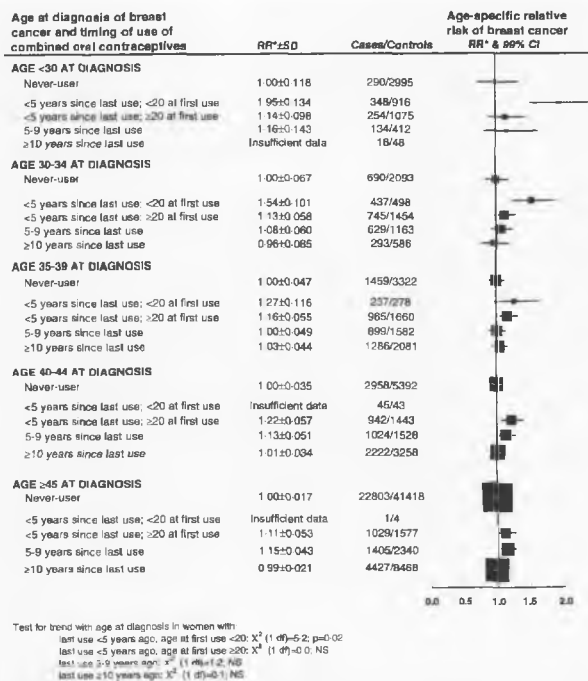 Age at diagnosis of breast cancer and timing of use of combined oral contraceptives RR*±SD Cases/Controls Age-specific relative risk of breast cancer RR* & 99% CI
AGE <30 AT DIAGNOSIS
Never-user 1·00±0·118 290/2995
<5 years since last use; <20 at first use 1·95±0·134 348/916
<5 years since last use; ≥20 at first use 1·14±0·098 254/1075
5-9 years since last use 1·16±0·143 134/412
≥10 years since last use Insufficient data 18/48
AGE 30-34 AT DIAGNOSIS
Never-user 1·00±0·067 690/2093
<5 years since last use; <20 at first use 1·54±0·101 437/498
<5 years since last use; ≥20 at first use 1·13±0·058 745/1454
5-9 years since last use 1·08±0·060 629/1163
≥10 years since last use 0·96±0·085 293/586
AGE 35-39 AT DIAGNOSIS
Never-user 1·00±0·047 1459/3322
<5 years since last use; <20 at first use 1·27±0·116 237/278
<5 years since last use; ≥20 at first use 1·16±0·055 965/1660
5-9 years since last use 1·00±0·049 899/1582
≥10 years since last use 1·03±0·044 1286/2081
AGE 40-44 AT DIAGNOSIS
Never-user 1·00±0·035 2958/5392
<5 years since last use; <20 at first use Insufficient data 45/43
<5 years since last use; ≥20 at first use 1·22±0·057 942/1443
5-9 years since last use 1·13±0·051 1024/1528
≥10 years since last use 1·01±0·034 2222/3258
AGE ≥45 AT DIAGNOSIS
Never-user 1·00±0·017 22803/41418
<5 years since last use; <20 at first use Insufficient data 1/4
<5 years since last use; ≥20 at first use 1·11±0·053 1029/1577
5-9 years since last use 1·15±0·043 1405/2340
≥10 years since last use 0·99±0·021 4427/8468
0.0 0.5 1.0 1.5 2.0
Test for trend with age at diagnosis in women with
last use <5 years ago, age at first use <20: X² (1 df)=5·2; p=0·02
last use <5 years ago, age at first use ≥20: X² (1 df)=0·0; NS
last use 5-9 years ago: X² (1 df)=1·2; NS
last use ≥10 years ago: X² (1 df)=0·1; NS